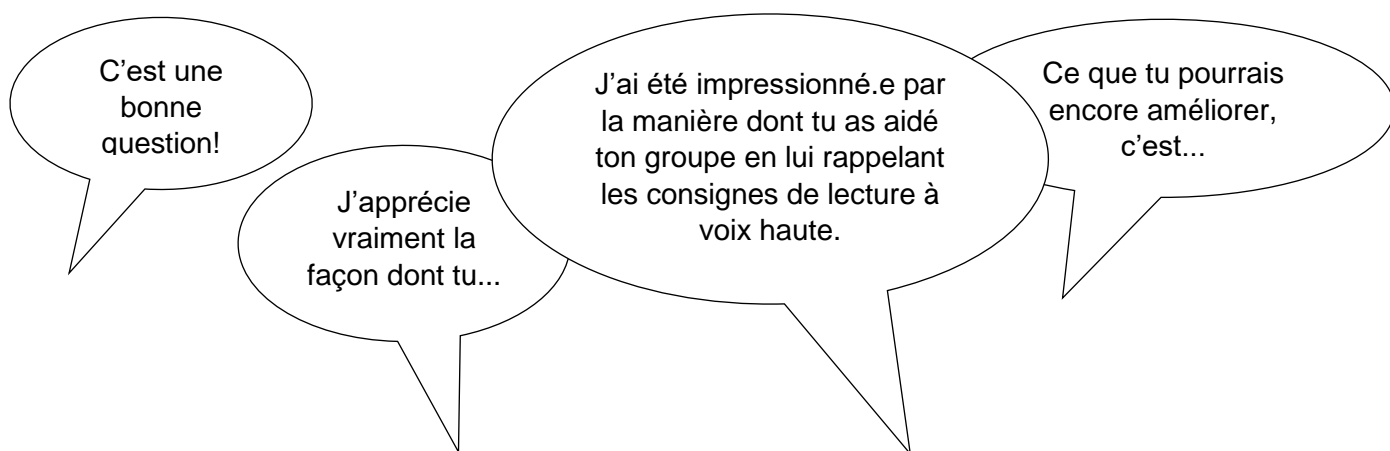 C’est une
bonne
question!
J’apprécie
vraiment la
façon dont tu...
J’ai été impressionné.e par
la manière dont tu as aidé
ton groupe en lui rappelant
les consignes de lecture à
voix haute.
Ce que tu pourrais
encore améliorer,
c’est...